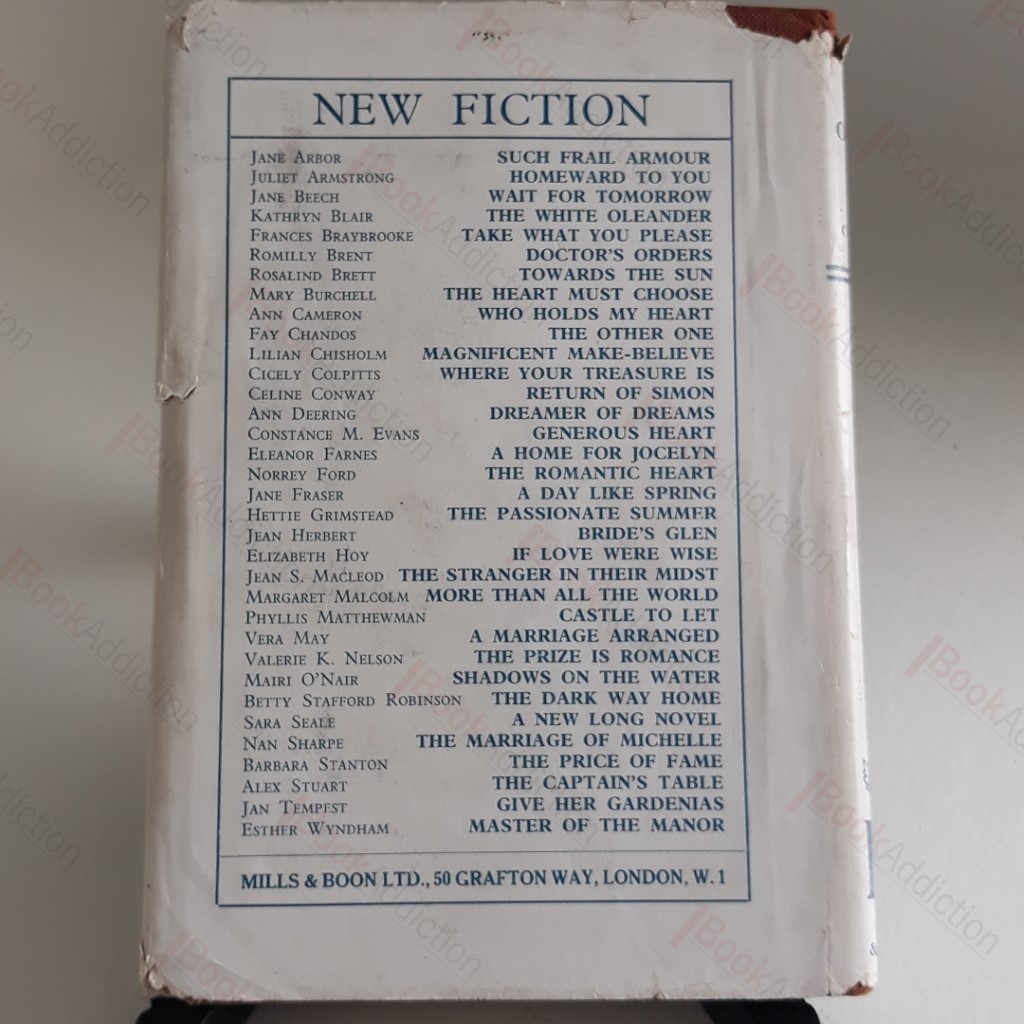 NEW FICTION
JANE ARBOR SUCH FRAIL ARMOUR
JULIET ARMSTRONG HOMEWARD TO YOU
JANE BEECH WAIT FOR TOMORROW
KATHRYN BLAIR THE WHITE OLEANDER
FRANCES BRAYBROOKE TAKE WHAT YOU PLEASE
ROMILLY BRENT DOCTOR'S ORDERS
ROSALIND BRETT TOWARDS THE SUN
MARY BURCHELL THE HEART MUST CHOOSE
ANN CAMERON WHO HOLDS MY HEART
FAY CHANDOS THE OTHER ONE
LILIAN CHISHOLM MAGNIFICENT MAKE-BELIEVE
CICELY COLPITTS WHERE YOUR TREASURE IS
CELINE CONWAY RETURN OF SIMON
ANN DEERING DREAMER OF DREAMS
CONSTANCE M. EVANS GENEROUS HEART
ELEANOR FARNES A HOME FOR JOCELYN
NORREY FORD THE ROMANTIC HEART
JANE FRASER A DAY LIKE SPRING
HETTIE GRIMSTEAD THE PASSIONATE SUMMER
JEAN HERBERT BRIDE'S GLEN
ELIZABETH HOY IF LOVE WERE WISE
JEAN S. MACLEOD THE STRANGER IN THEIR MIDST
MARGARET MALCOLM MORE THAN ALL THE WORLD
PHYLLIS MATTHEWMAN CASTLE TO LET
VERA MAY A MARRIAGE ARRANGED
VALERIE K. NELSON THE PRIZE IS ROMANCE
MAIRI O'NAIR SHADOWS ON THE WATER
BETTY STAFFORD ROBINSON THE DARK WAY HOME
SARA SEALE A NEW LONG NOVEL
NAN SHARPE THE MARRIAGE OF MICHELLE
BARBARA STANTON THE PRICE OF FAME
ALEX STUART THE CAPTAIN'S TABLE
JAN TEMPEST GIVE HER GARDENIAS
ESTHER WYNDHAM MASTER OF THE MANOR
MILLS & BOON LTD., 50 GRAFTON WAY, LONDON, W.1
BookAddiction